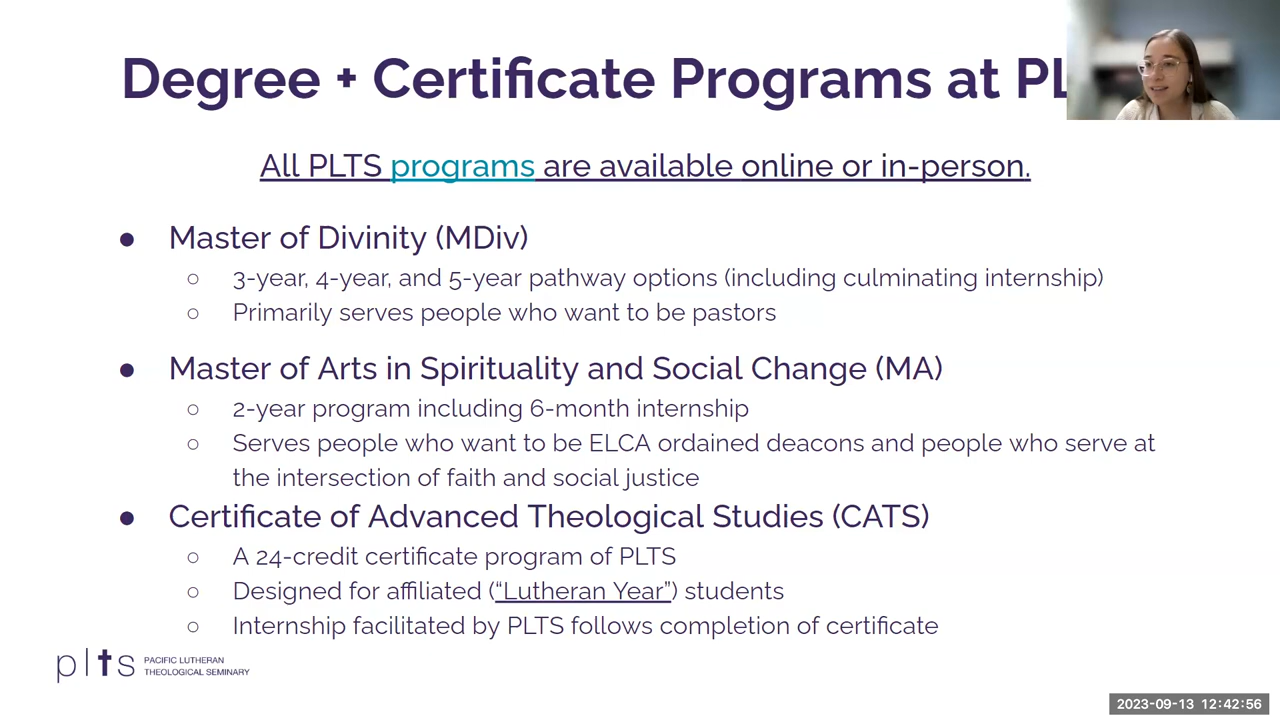 Degree + Certificate Programs at PL
All PLTS programs are available online or in-person.
● Master of Divinity (MDiv)
○ 3-year, 4-year, and 5-year pathway options (including culminating internship)
○ Primarily serves people who want to be pastors
● Master of Arts in Spirituality and Social Change (MA)
○ 2-year program including 6-month internship
○ Serves people who want to be ELCA ordained deacons and people who serve at
the intersection of faith and social justice
● Certificate of Advanced Theological Studies (CATS)
○ A 24-credit certificate program of PLTS
○ Designed for affiliated (“Lutheran Year”) students
○ Internship facilitated by PLTS follows completion of certificate
plts PACIFIC LUTHERAN
THEOLOGICAL SEMINARY
2023-09-13 12:42:56